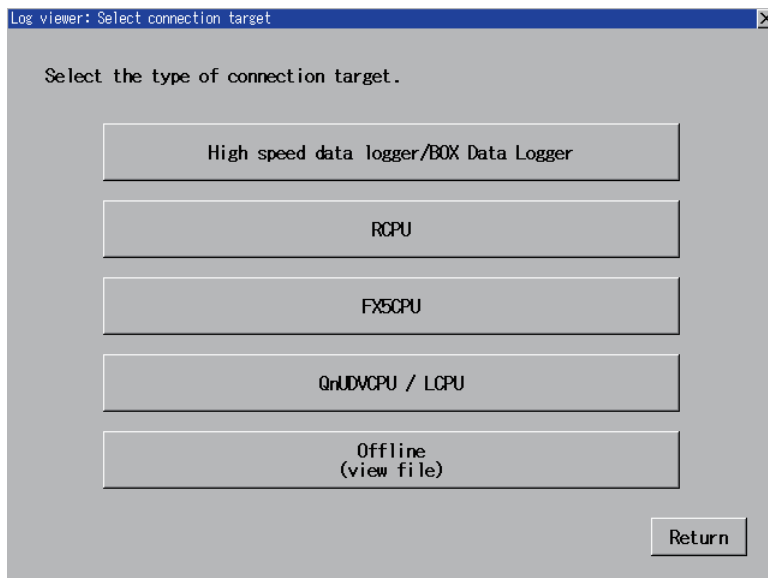 Log viewer: Select connection target
Select the type of connection target.
High speed data logger/BOX Data Logger
RCPU
FX5CPU
QnUDVCPU / LCPU
Offline
(view file)
Return